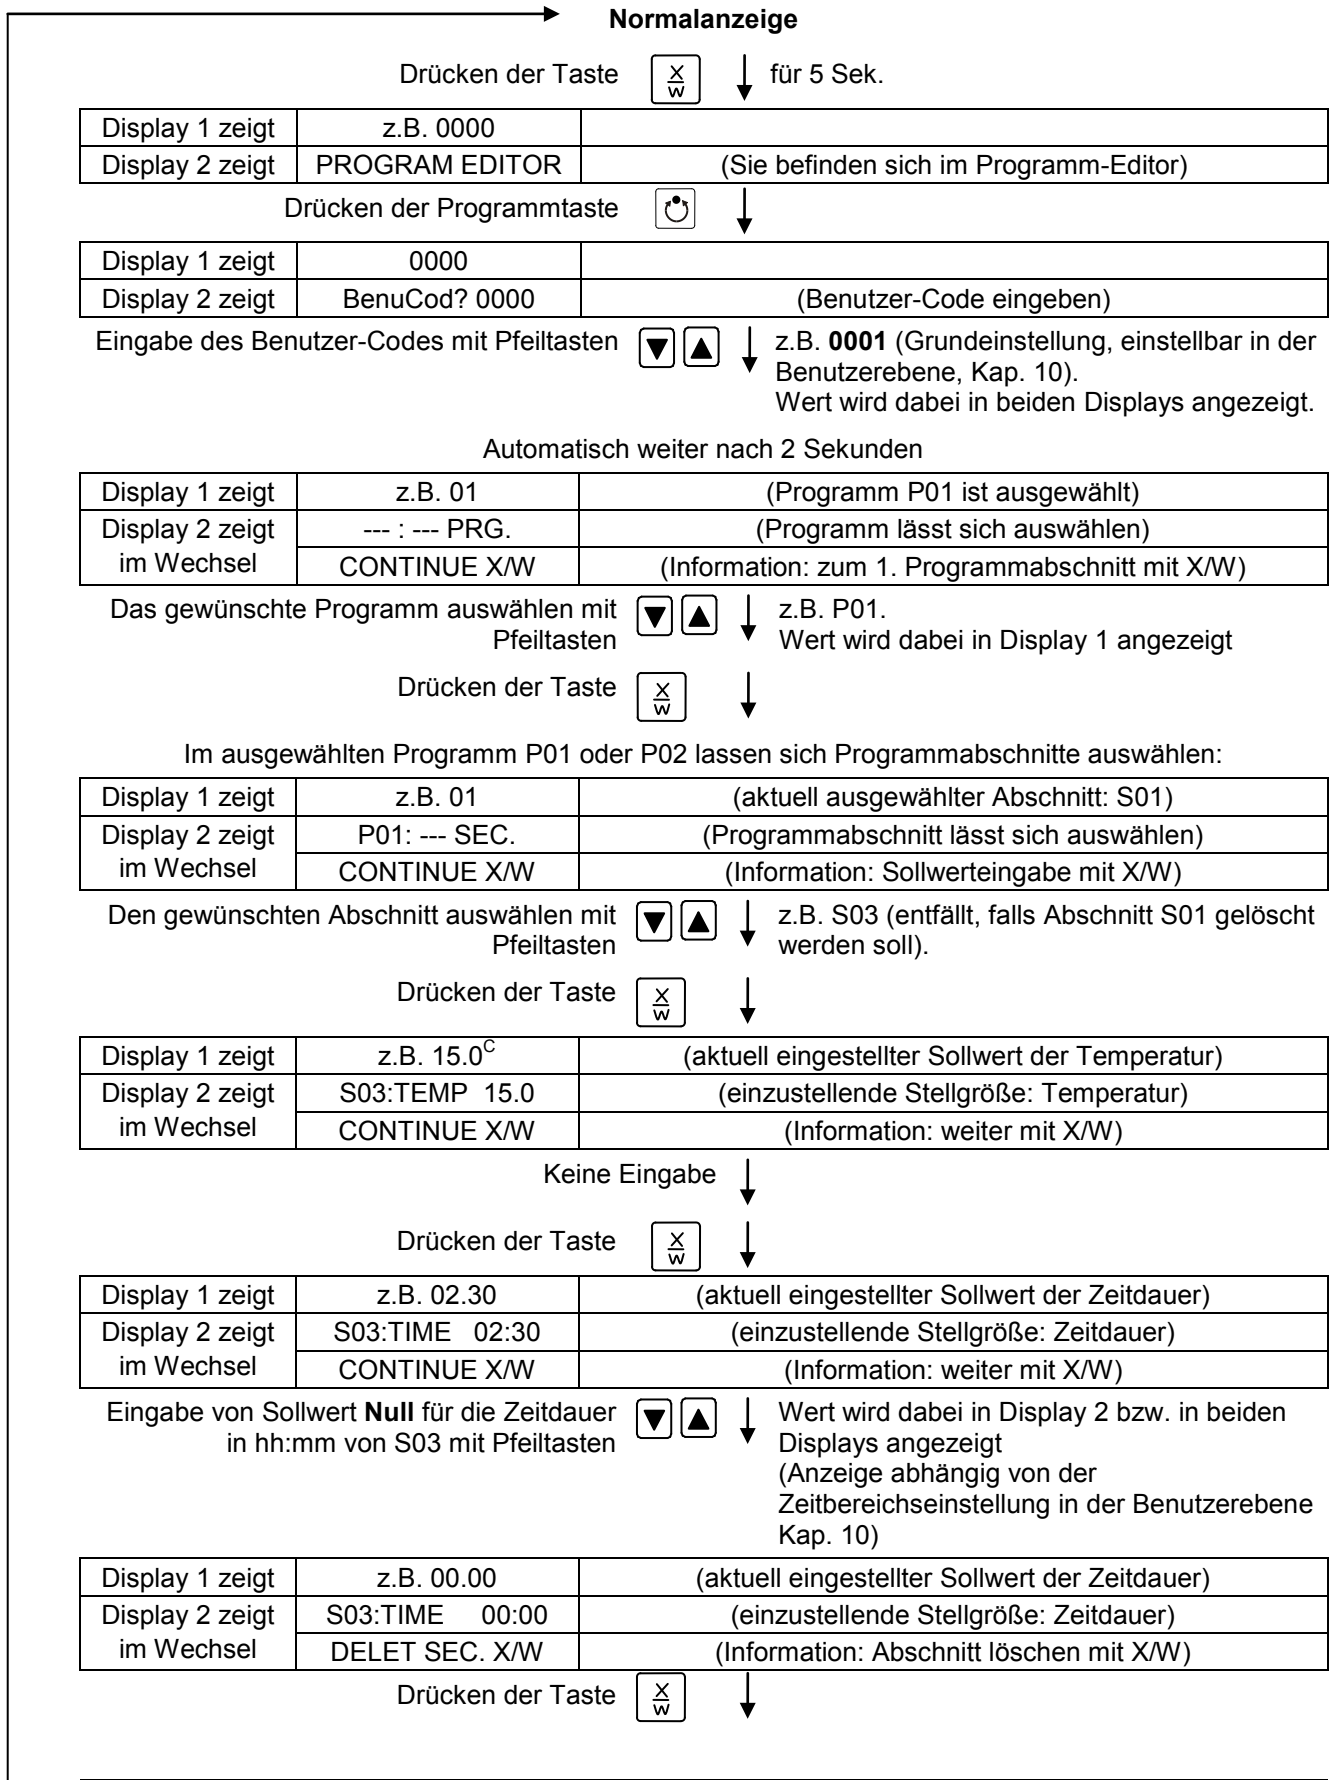 Normalanzeige
Drücken der Taste X/W für 5 Sek.
Display 1 zeigt z.B. 0000
Display 2 zeigt PROGRAM EDITOR (Sie befinden sich im Programm-Editor)
Drücken der Programmtaste
Display 1 zeigt 0000
Display 2 zeigt BenuCod? 0000 (Benutzer-Code eingeben)
Eingabe des Benutzer-Codes mit Pfeiltasten z.B. 0001 (Grundeinstellung, einstellbar in der
Benutzerebene, Kap. 10).
Wert wird dabei in beiden Displays angezeigt.
Automatisch weiter nach 2 Sekunden
Display 1 zeigt z.B. 01 (Programm P01 ist ausgewählt)
Display 2 zeigt --- : --- PRG. (Programm lässt sich auswählen)
im Wechsel CONTINUE X/W (Information: zum 1. Programmabschnitt mit X/W)
Das gewünschte Programm auswählen mit z.B. P01.
Pfeiltasten Wert wird dabei in Display 1 angezeigt
Drücken der Taste X/W
Im ausgewählten Programm P01 oder P02 lassen sich Programmabschnitte auswählen:
Display 1 zeigt z.B. 01 (aktuell ausgewählter Abschnitt: S01)
Display 2 zeigt P01: --- SEC. (Programmabschnitt lässt sich auswählen)
im Wechsel CONTINUE X/W (Information: Sollwerteingabe mit X/W)
Den gewünschten Abschnitt auswählen mit z.B. S03 (entfällt, falls Abschnitt S01 gelöscht
Pfeiltasten werden soll).
Drücken der Taste X/W
Display 1 zeigt z.B. 15.0C (aktuell eingestellter Sollwert der Temperatur)
Display 2 zeigt S03:TEMP 15.0 (einzustellende Stellgröße: Temperatur)
im Wechsel CONTINUE X/W (Information: weiter mit X/W)
Keine Eingabe
Drücken der Taste X/W
Display 1 zeigt z.B. 02.30 (aktuell eingestellter Sollwert der Zeitdauer)
Display 2 zeigt S03:TIME 02:30 (einzustellende Stellgröße: Zeitdauer)
im Wechsel CONTINUE X/W (Information: weiter mit X/W)
Eingabe von Sollwert Null für die Zeitdauer Wert wird dabei in Display 2 bzw. in beiden
in hh:mm von S03 mit Pfeiltasten Displays angezeigt
(Anzeige abhängig von der
Zeitbereichseinstellung in der Benutzerebene
Kap. 10)
Display 1 zeigt z.B. 00.00 (aktuell eingestellter Sollwert der Zeitdauer)
Display 2 zeigt S03:TIME 00:00 (einzustellende Stellgröße: Zeitdauer)
im Wechsel DELET SEC. X/W (Information: Abschnitt löschen mit X/W)
Drücken der Taste X/W